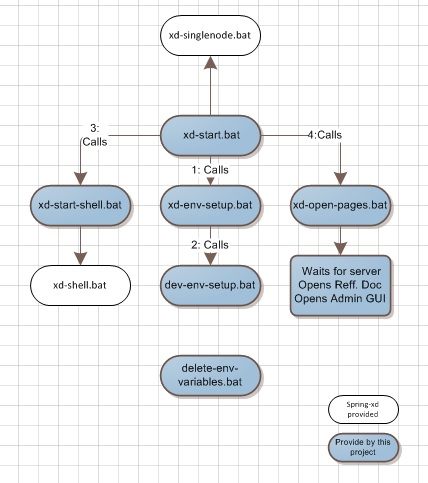 xd-singlenode.bat
xd-start.bat
3:
Calls
4:Calls
1: Calls
xd-start-shell.bat
xd-env-setup.bat
xd-open-pages.bat
2: Calls
xd-shell.bat
dev-env-setup.bat
Waits for server
Opens Reff. Doc
Opens Admin GUI
delete-env-
variables.bat
Spring-xd
provided
Provide by this
project